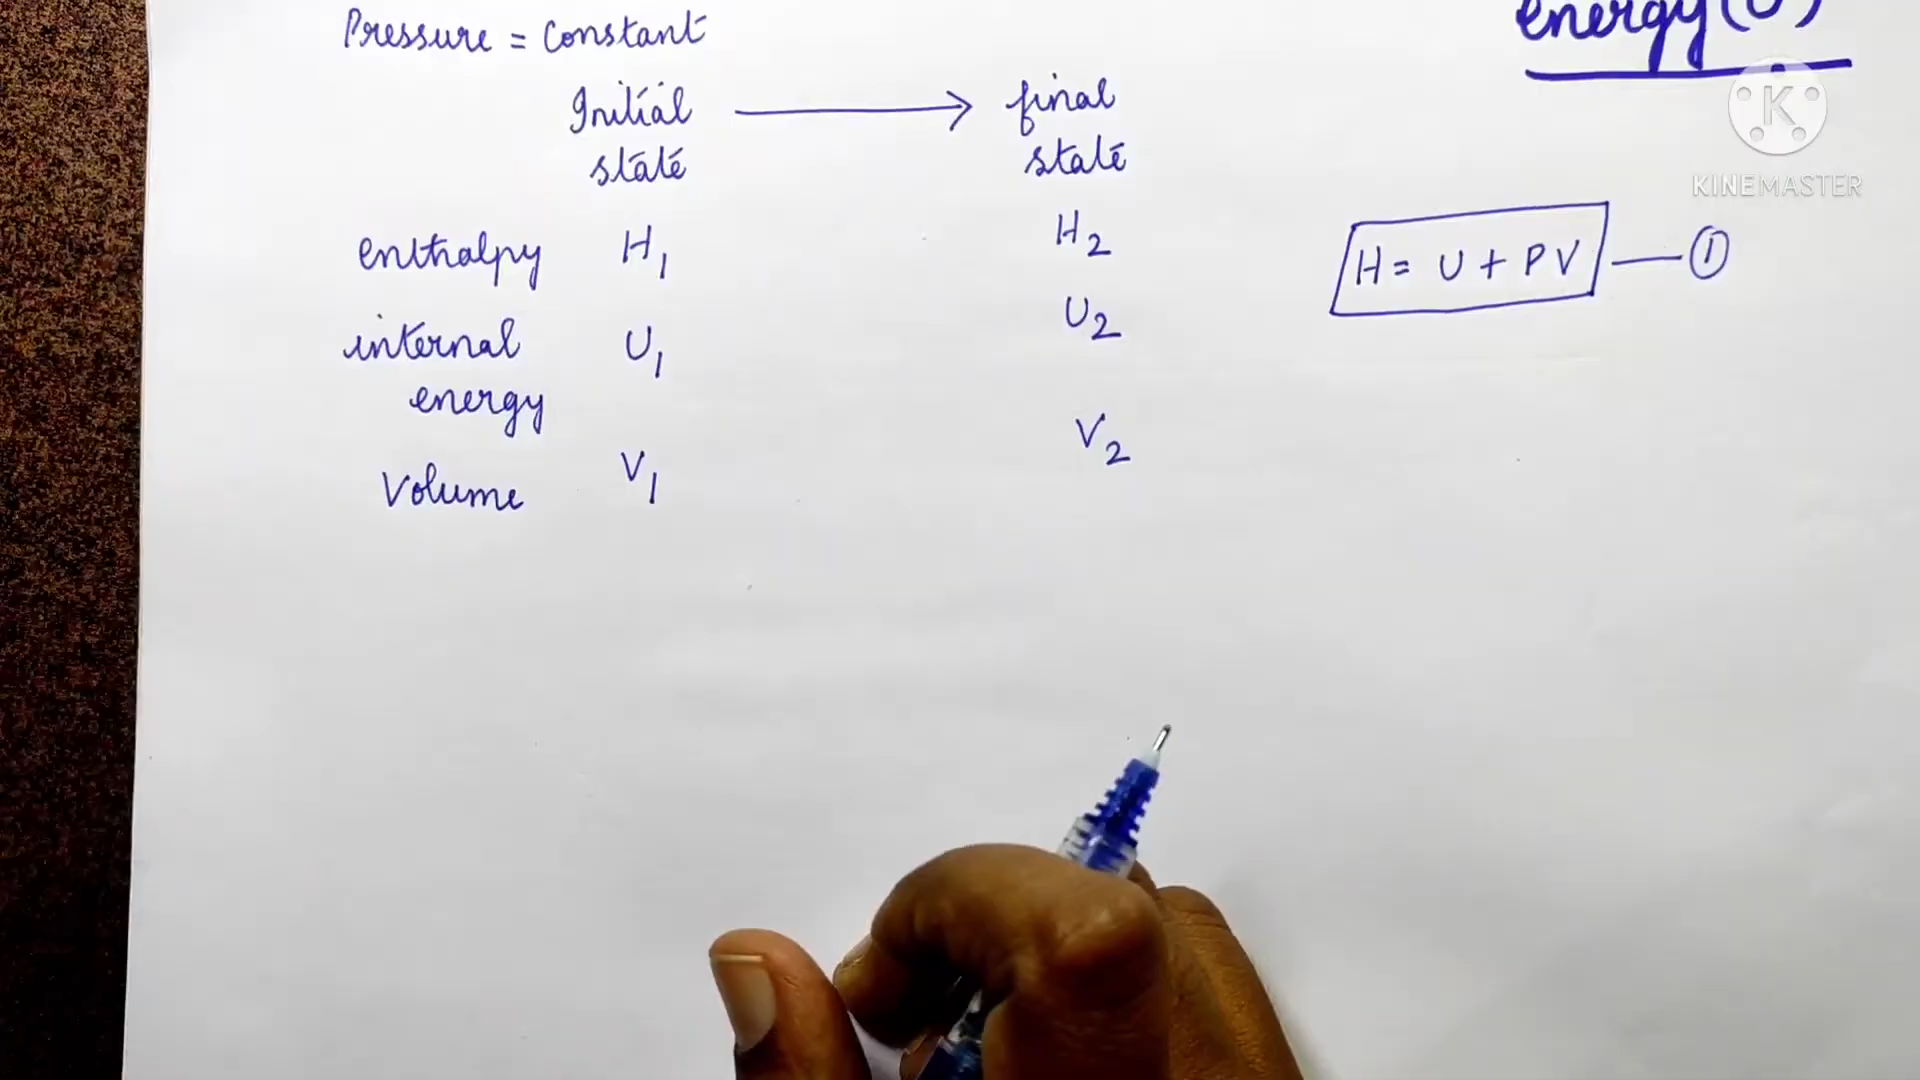 energy (U)
Pressure = Constant
Initial ⟶ final
state state
enthalpy H₁ H₂
H = U + PV — ①
internal U₁ U₂
energy
Volume V₁ V₂
K
KINEMASTER